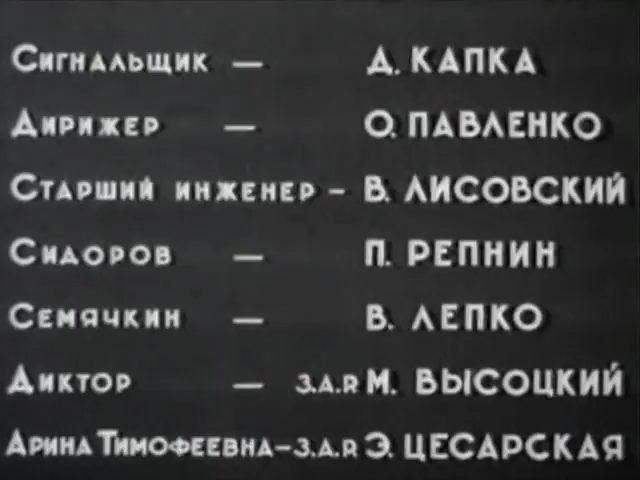 Сигнальщик — Д. КАПКА
Дирижер — О. ПАВЛЕНКО
Старший инженер – В. ЛИСОВСКИЙ
Сидоров — П. РЕПНИН
Семячкин — В. ЛЕПКО
Диктор — З.А.Р. М. ВЫСОЦКИЙ
Арина Тимофеевна – З.А.Р. Э. ЦЕСАРСКАЯ